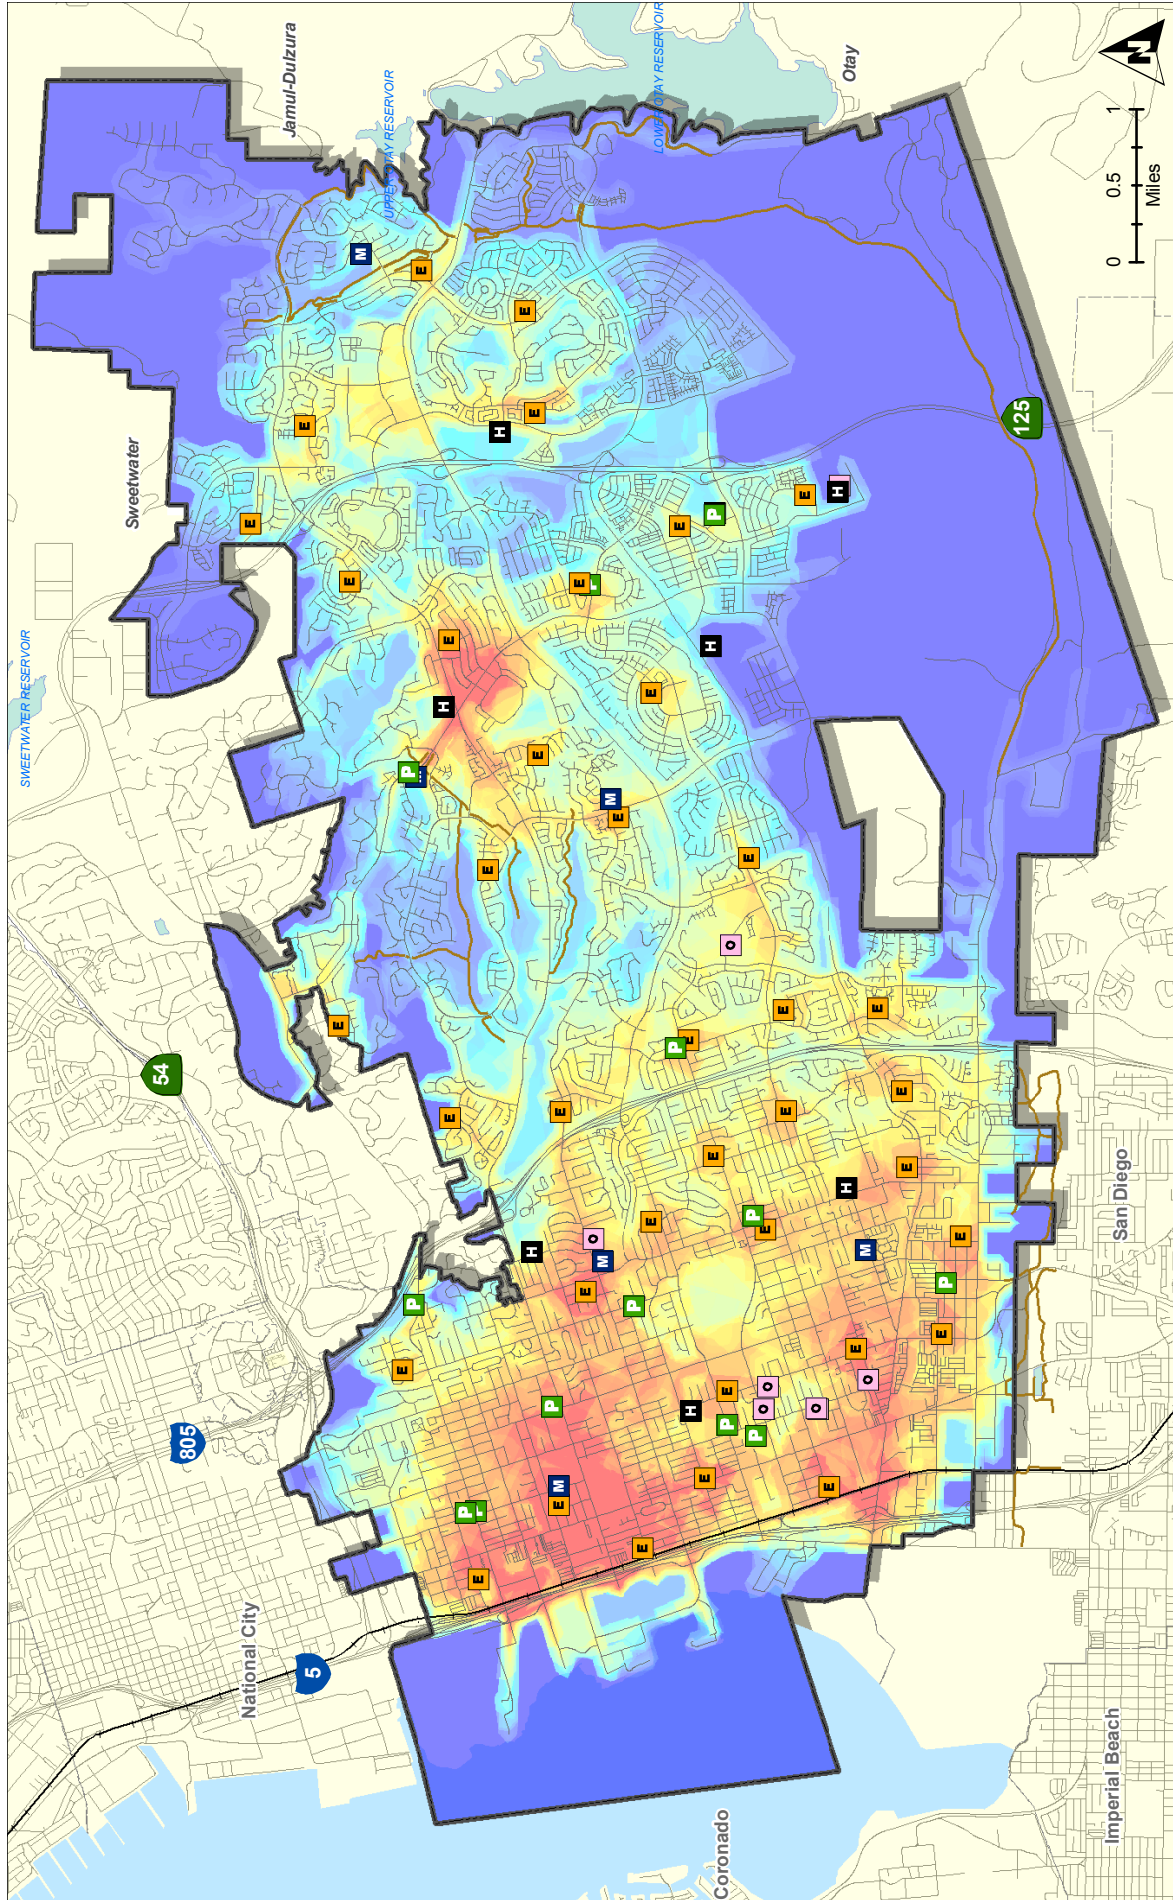 SWEETWATER RESERVOIR
Sweetwater
Jamul-Dulzura
UPPER OTAY RESERVOIR
LOWER OTAY RESERVOIR
Otay
N
0 0.5 1
Miles
125
54
805
5
National City
Coronado
Imperial Beach
San Diego
M
E
E
E
E
H
E
E
E
H
E
P
E
E
H
E
H
P
E
E
M
E
E
E
O
E
E
E
P
E
E
E
E
E
E
H
E
P
E
E
O
M
H
M
E
P
E
P
P
E
E
E
E
O
O
O
O
H
P
P
P
E
E
M
E
P
E
E